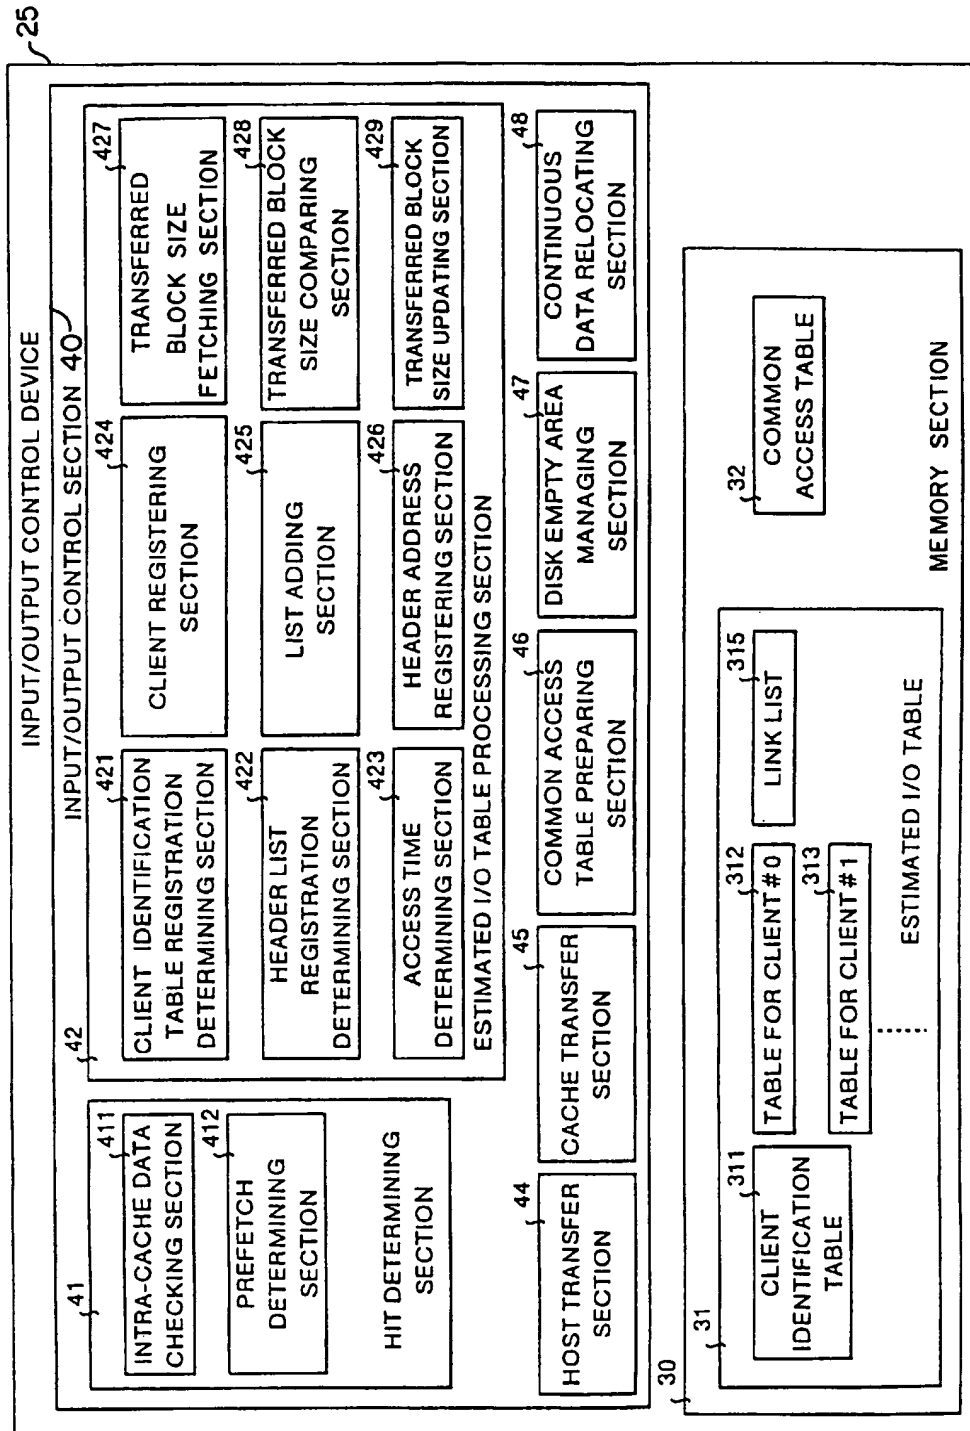 25
INPUT/OUTPUT CONTROL DEVICE
INPUT/OUTPUT CONTROL SECTION 40
41
411
INTRA-CACHE DATA
CHECKING SECTION
412
PREFETCH
DETERMINING
SECTION
HIT DETERMINING
SECTION
42
421
CLIENT IDENTIFICATION
TABLE REGISTRATION
DETERMINING SECTION
422
HEADER LIST
REGISTRATION
DETERMINING SECTION
423
ACCESS TIME
DETERMINING SECTION
424
CLIENT REGISTERING
SECTION
425
LIST ADDING
SECTION
426
HEADER ADDRESS
REGISTERING SECTION
427
TRANSFERRED
BLOCK SIZE
FETCHING SECTION
428
TRANSFERRED BLOCK
SIZE COMPARING
SECTION
429
TRANSFERRED BLOCK
SIZE UPDATING SECTION
ESTIMATED I/O TABLE PROCESSING SECTION
44
HOST TRANSFER
SECTION
45
CACHE TRANSFER
SECTION
46
COMMON ACCESS
TABLE PREPARING
SECTION
47
DISK EMPTY AREA
MANAGING
SECTION
48
CONTINUOUS
DATA RELOCATING
SECTION
30
31
311
CLIENT
IDENTIFICATION
TABLE
312
TABLE FOR CLIENT #0
313
TABLE FOR CLIENT #1
315
LINK LIST
ESTIMATED I/O TABLE
32
COMMON
ACCESS TABLE
MEMORY SECTION